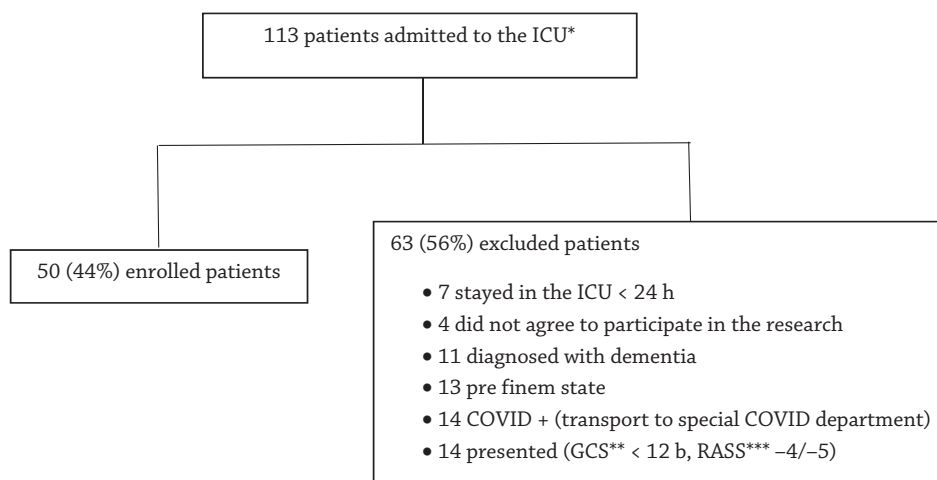 113 patients admitted to the ICU*
50 (44%) enrolled patients
63 (56%) excluded patients
• 7 stayed in the ICU < 24 h
• 4 did not agree to participate in the research
• 11 diagnosed with dementia
• 13 pre finem state
• 14 COVID + (transport to special COVID department)
• 14 presented (GCS** < 12 b, RASS*** –4/–5)